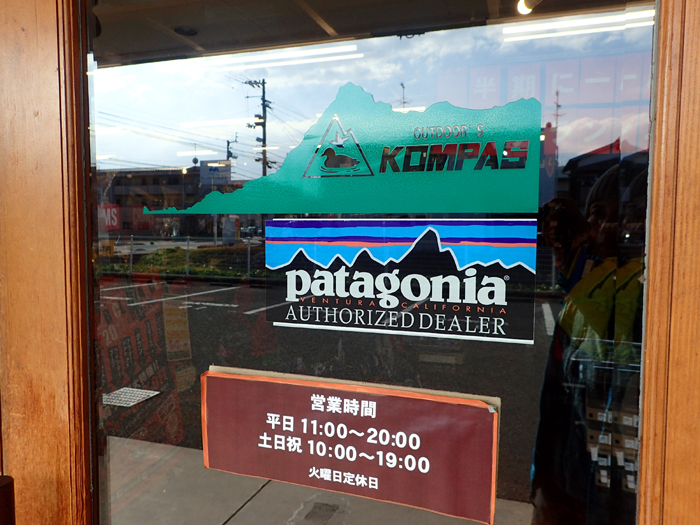 OUTDOOR'S
KOMPAS
patagonia®
VENTURA CALIFORNIA
AUTHORIZED DEALER
営業時間
平日 11:00〜20:00
土日祝 10:00〜19:00
火曜日定休日